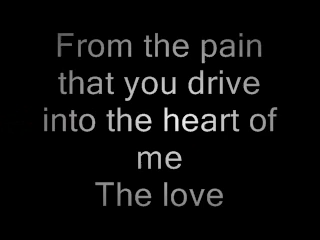 From the pain
that you drive
into the heart of
me
The love